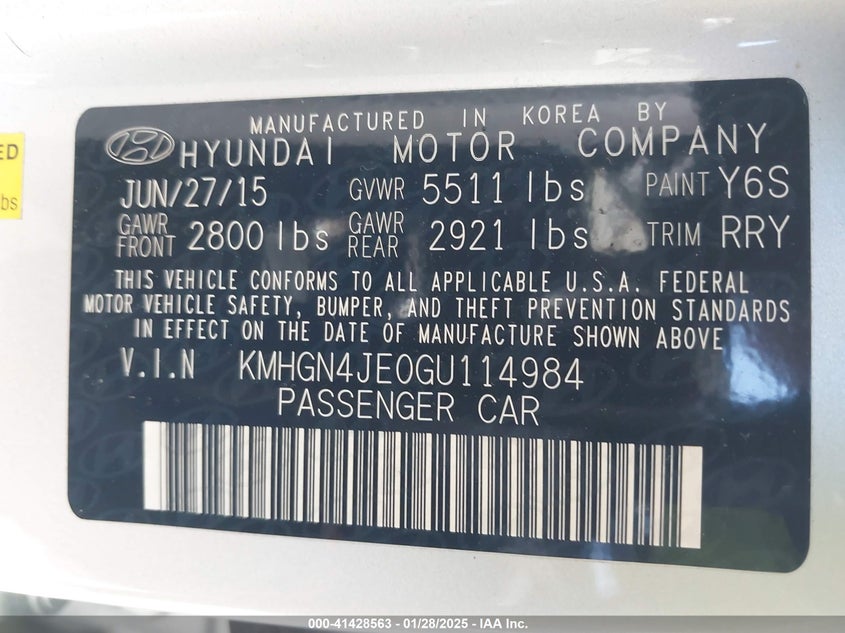 ED
bs
MANUFACTURED IN KOREA BY
HYUNDAI MOTOR COMPANY
JUN/27/15 GVWR 5511 lbs PAINT Y6S
GAWR FRONT 2800 lbs GAWR REAR 2921 lbs TRIM RRY
THIS VEHICLE CONFORMS TO ALL APPLICABLE U.S.A. FEDERAL
MOTOR VEHICLE SAFETY, BUMPER, AND THEFT PREVENTION STANDARDS
IN EFFECT ON THE DATE OF MANUFACTURE SHOWN ABOVE
V.I.N KMHGN4JE0GU114984
PASSENGER CAR
000-41428563 - 01/28/2025 - IAA Inc.